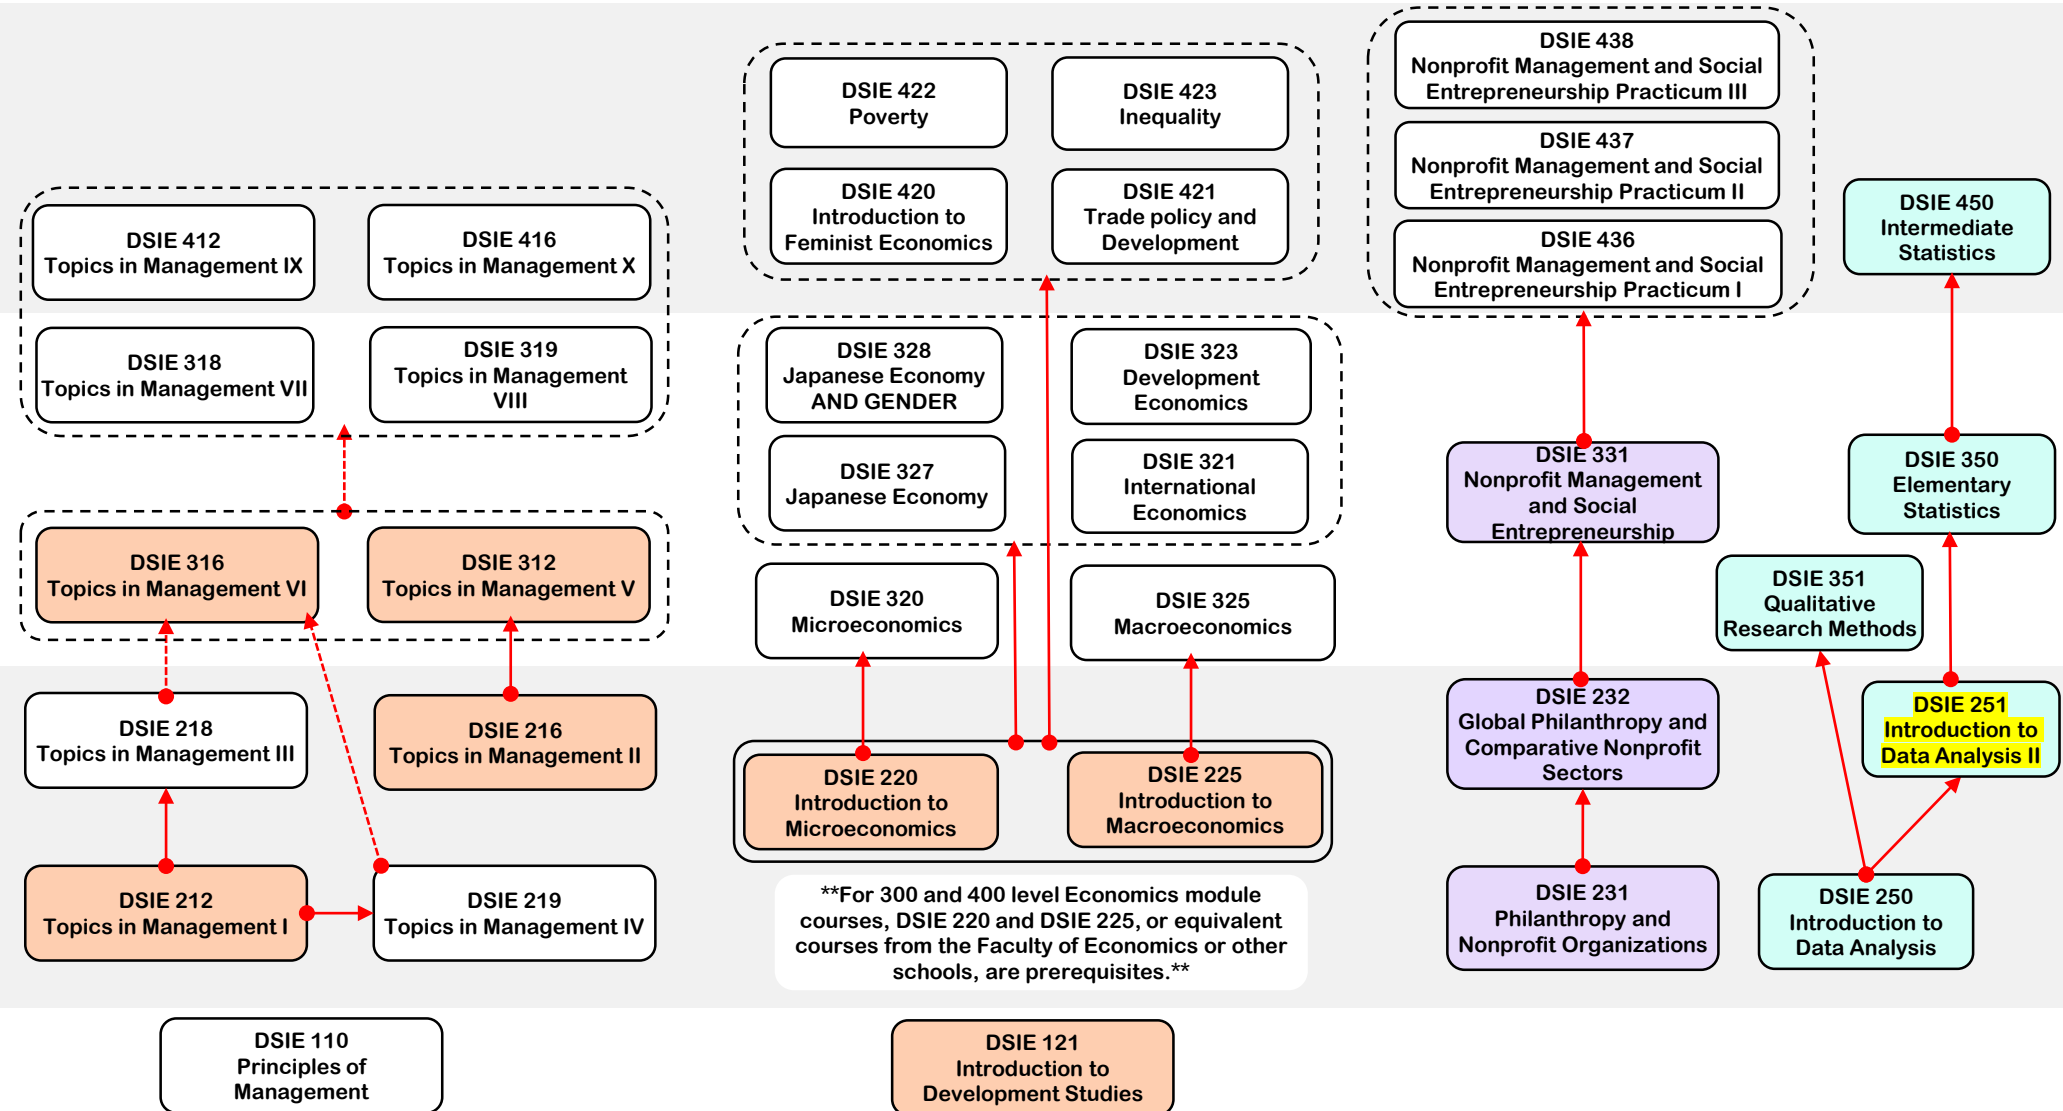 DSIE 438
Nonprofit Management and Social
Entrepreneurship Practicum III
DSIE 422
Poverty
DSIE 423
Inequality
DSIE 437
Nonprofit Management and Social
Entrepreneurship Practicum II
DSIE 420
Introduction to
Feminist Economics
DSIE 421
Trade policy and
Development
DSIE 450
Intermediate
Statistics
DSIE 412
Topics in Management IX
DSIE 416
Topics in Management X
DSIE 436
Nonprofit Management and Social
Entrepreneurship Practicum I
DSIE 318
Topics in Management VII
DSIE 319
Topics in Management
VIII
DSIE 328
Japanese Economy
AND GENDER
DSIE 323
Development
Economics
DSIE 327
Japanese Economy
DSIE 321
International
Economics
DSIE 331
Nonprofit Management
and Social
Entrepreneurship
DSIE 350
Elementary
Statistics
DSIE 316
Topics in Management VI
DSIE 312
Topics in Management V
DSIE 320
Microeconomics
DSIE 325
Macroeconomics
DSIE 351
Qualitative
Research Methods
DSIE 218
Topics in Management III
DSIE 216
Topics in Management II
DSIE 232
Global Philanthropy and
Comparative Nonprofit
Sectors
DSIE 251
Introduction to
Data Analysis II
DSIE 220
Introduction to
Microeconomics
DSIE 225
Introduction to
Macroeconomics
DSIE 212
Topics in Management I
DSIE 219
Topics in Management IV
**For 300 and 400 level Economics module
courses, DSIE 220 and DSIE 225, or equivalent
courses from the Faculty of Economics or other
schools, are prerequisites.**
DSIE 231
Philanthropy and
Nonprofit Organizations
DSIE 250
Introduction to
Data Analysis
DSIE 110
Principles of
Management
DSIE 121
Introduction to
Development Studies